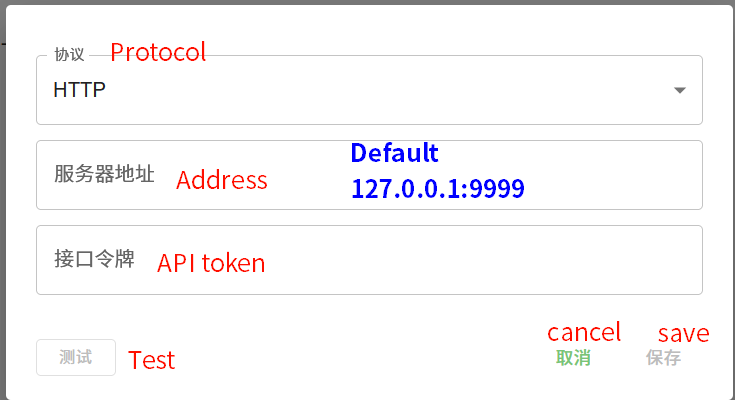 协议 Protocol
HTTP
Default
服务器地址 Address
127.0.0.1:9999
接口令牌 API token
cancel save
测试 Test 取消 保存